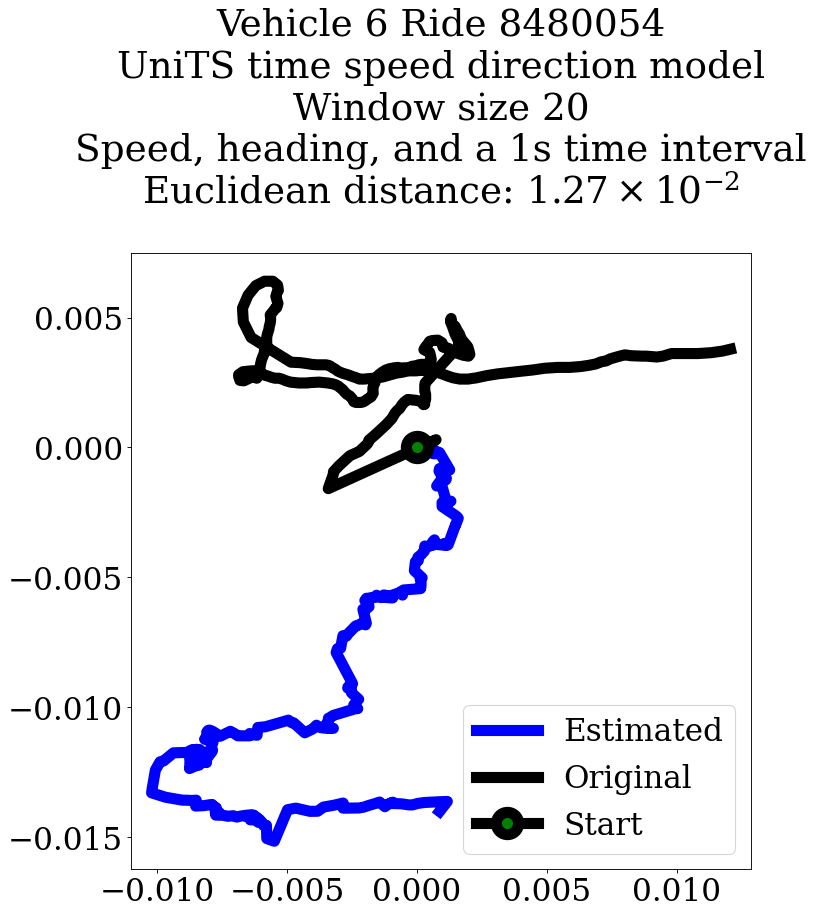 Vehicle 6 Ride 8480054
UniTS time speed direction model
Window size 20
Speed, heading, and a 1s time interval
Euclidean distance: 1.27 × 10⁻²
0.005
0.000
−0.005
−0.010
−0.015
Estimated
Original
Start
−0.010 −0.005 0.000 0.005 0.010